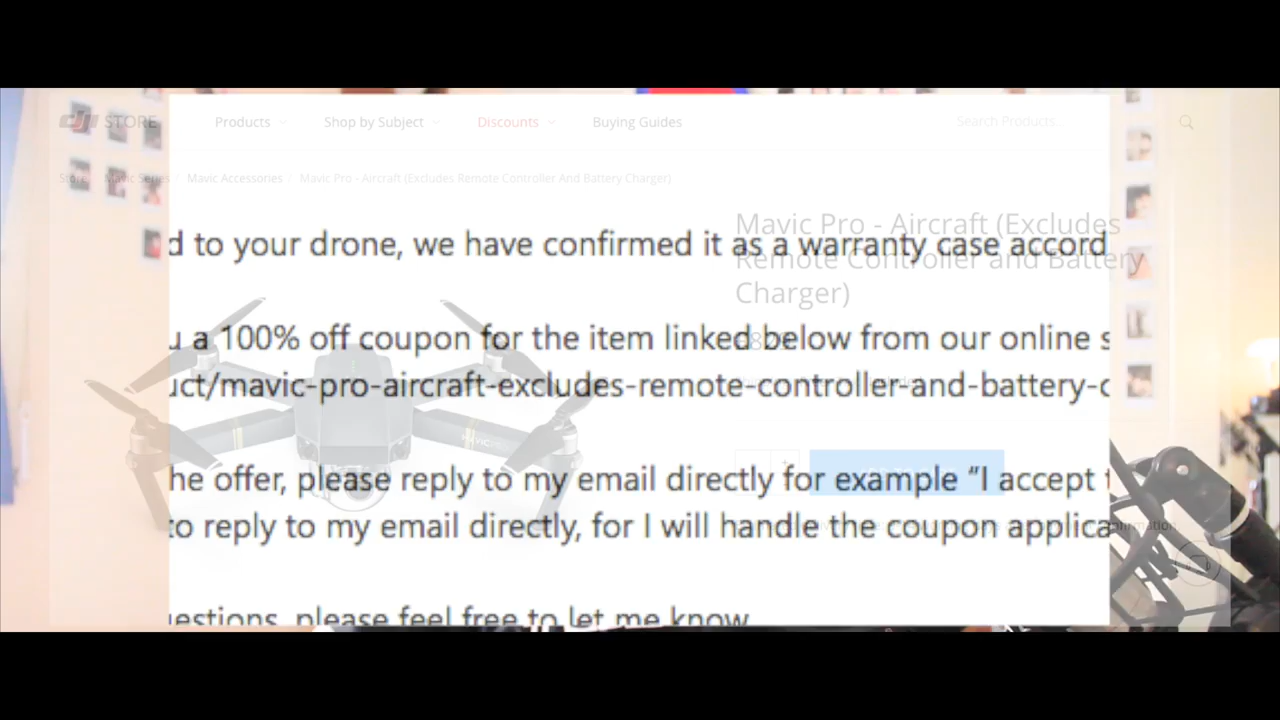 dji STORE
Products
Shop by Subject
Discounts
Buying Guides
Search Products...
Store
Mavic Series
Mavic Accessories
Mavic Pro - Aircraft (Excludes Remote Controller And Battery Charger)
Mavic Pro - Aircraft (Excludes
Remote Controller and Battery
Charger)
d to your drone, we have confirmed it as a warranty case accord
a 100% off coupon for the item linked below from our online s
uct/mavic-pro-aircraft-excludes-remote-controller-and-battery-c
he offer, please reply to my email directly for example “I accept t
to reply to my email directly, for I will handle the coupon applica
uestions, please feel free to let me know